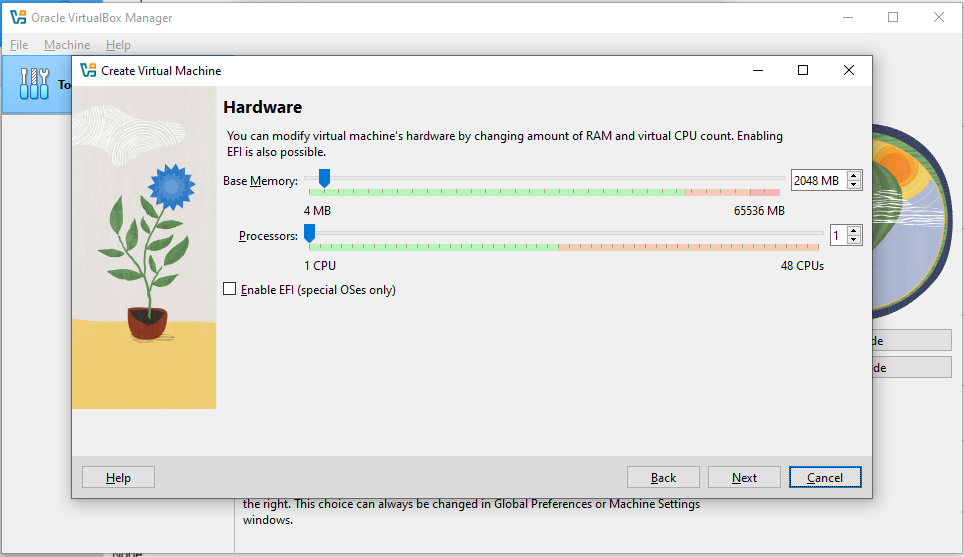 Oracle VirtualBox Manager
File Machine Help
To
Create Virtual Machine
Hardware
You can modify virtual machine's hardware by changing amount of RAM and virtual CPU count. Enabling
EFI is also possible.
Base Memory: 2048 MB
4 MB 65536 MB
Processors: 1
1 CPU 48 CPUs
Enable EFI (special OSes only)
de
de
Help Back Next Cancel
the right. This choice can always be changed in Global Preferences or Machine Settings
windows.